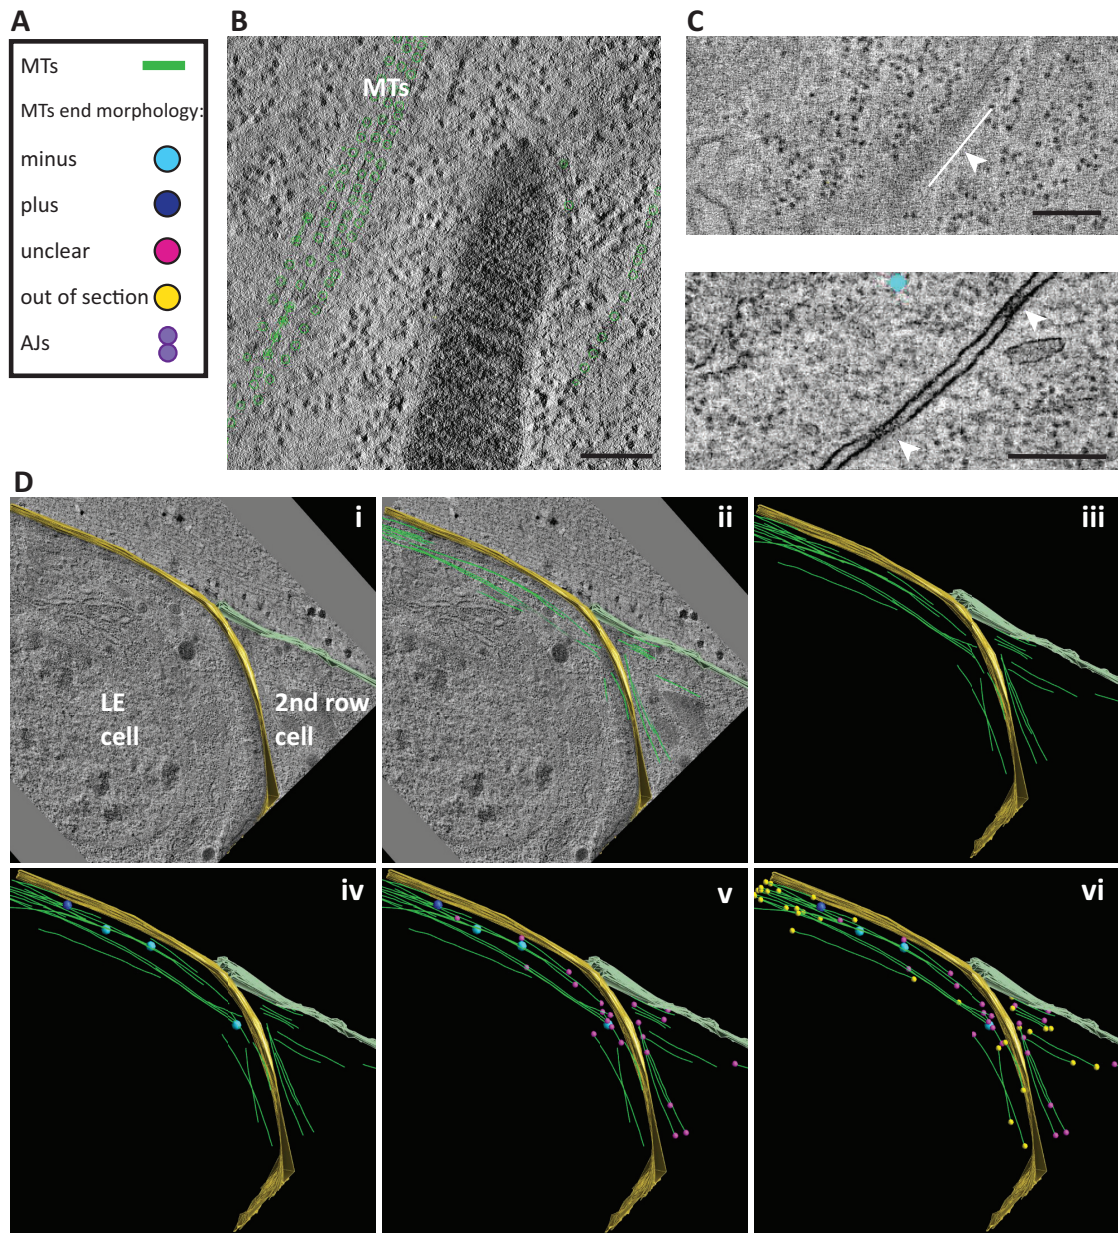 A
MTs
MTs end morphology:
minus
plus
unclear
out of section
AJs
B
MTs
C
D
i
LE
cell
2nd row
cell
ii
iii
iv
v
vi